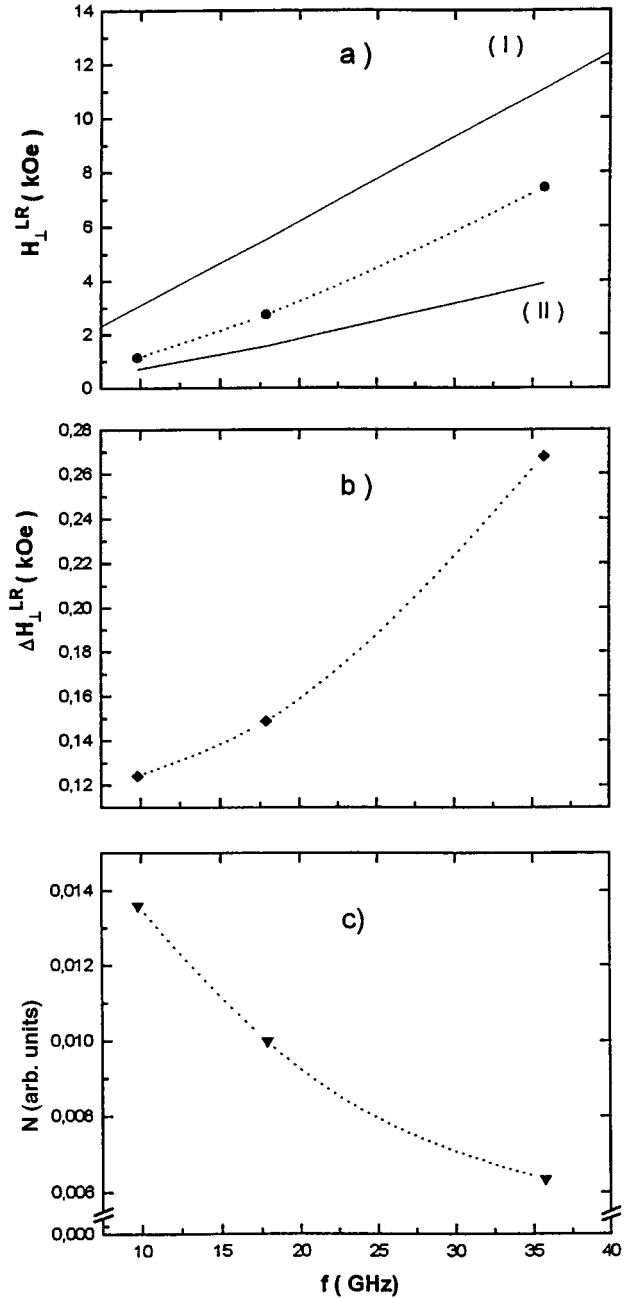 14
12
10
8
6
4
2
0
H⊥^LR ( kOe)
a )
( I )
( II )
0,28
0,26
0,24
0,22
0,20
0,18
0,16
0,14
0,12
ΔH⊥^LR ( kOe)
b )
0,014
0,012
0,010
0,008
0,006
0,000
N (arb. units)
c)
10 15 20 25 30 35 40
f ( GHz)